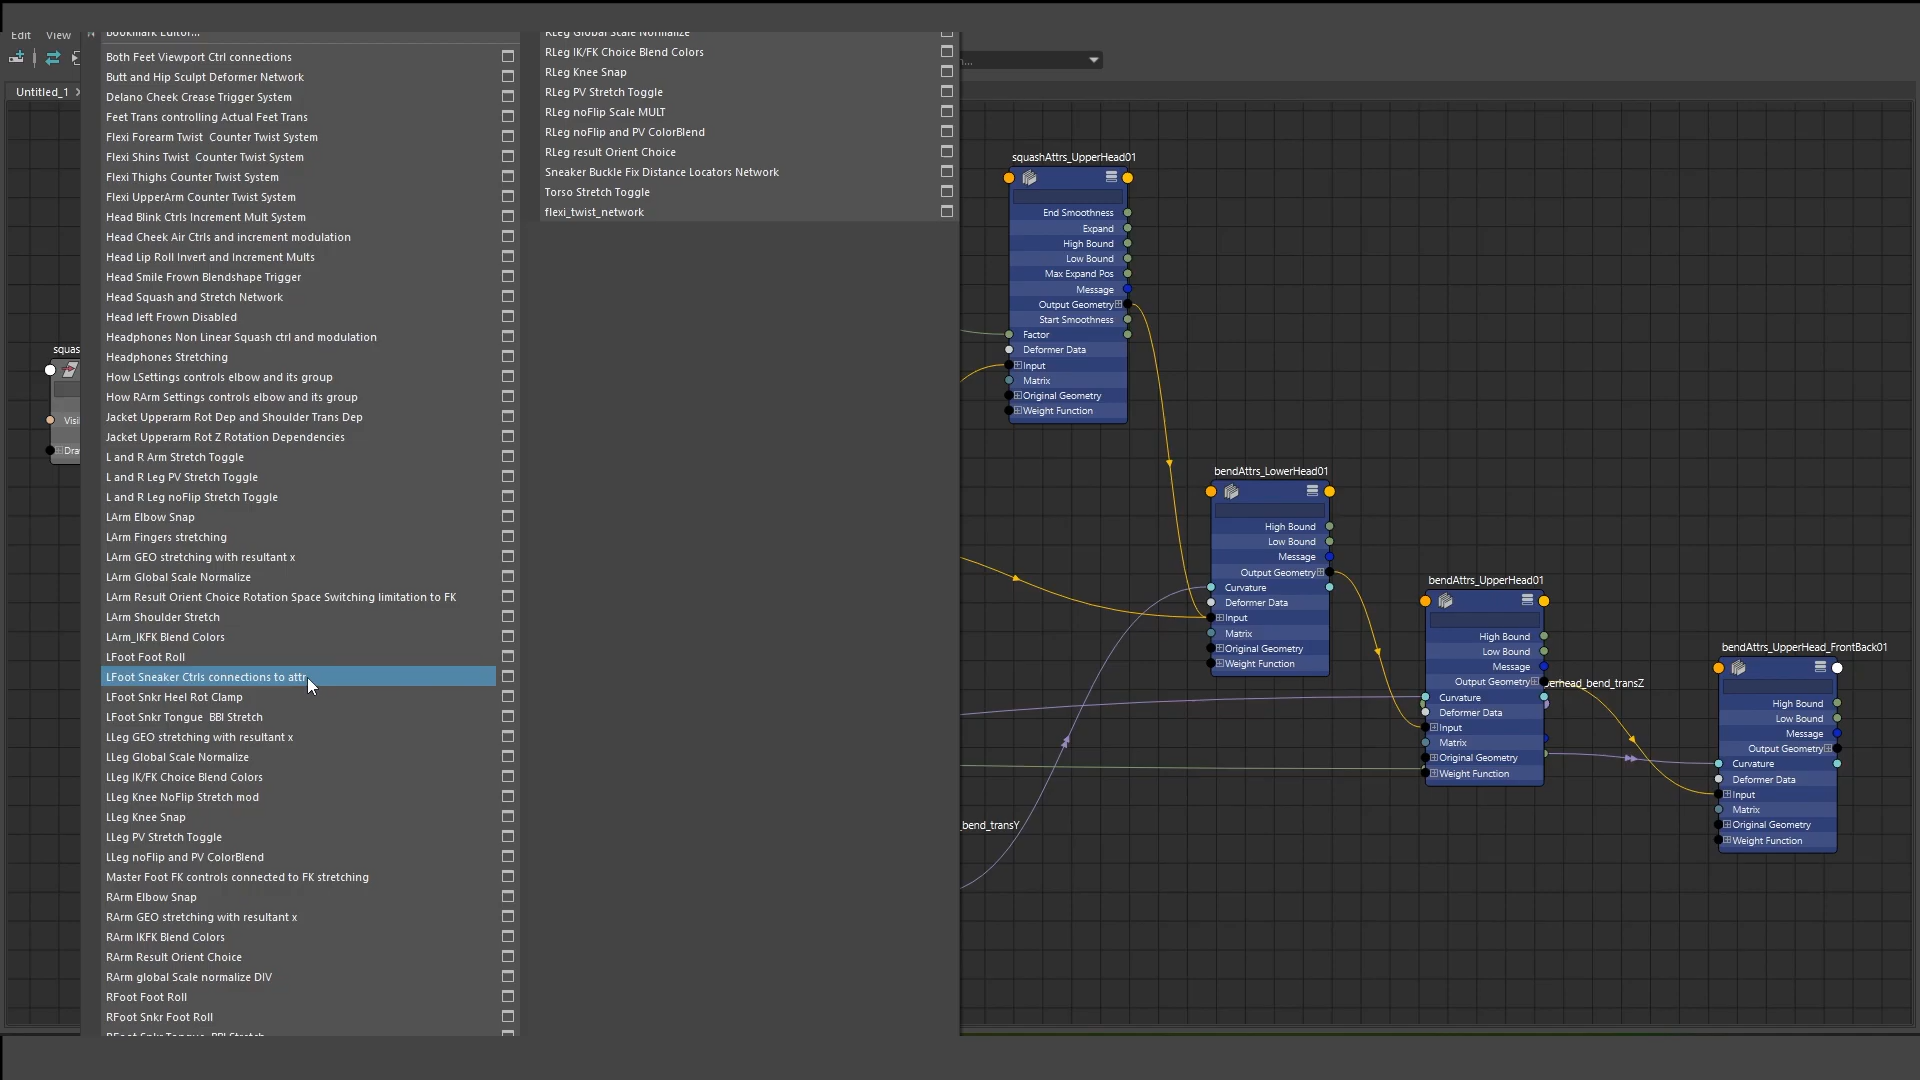 Edit View
Untitled_1 X
Bookmark Editor...
Both Feet Viewport Ctrl connections
Butt and Hip Sculpt Deformer Network
Delano Cheek Crease Trigger System
Feet Trans controlling Actual Feet Trans
Flexi Forearm Twist  Counter Twist System
Flexi Shins Twist  Counter Twist System
Flexi Thighs Counter Twist System
Flexi UpperArm Counter Twist System
Head Blink Ctrls Increment Mult System
Head Cheek Air Ctrls and increment modulation
Head Lip Roll Invert and Increment Mults
Head Smile Frown Blendshape Trigger
Head Squash and Stretch Network
Head left Frown Disabled
Headphones Non Linear Squash ctrl and modulation
Headphones Stretching
How LSettings controls elbow and its group
How RArm Settings controls elbow and its group
Jacket Upperarm Rot Dep and Shoulder Trans Dep
Jacket Upperarm Rot Z Rotation Dependencies
L and R Arm Stretch Toggle
L and R Leg PV Stretch Toggle
L and R Leg noFlip Stretch Toggle
LArm Elbow Snap
LArm Fingers stretching
LArm GEO stretching with resultant x
LArm Global Scale Normalize
LArm Result Orient Choice Rotation Space Switching limitation to FK
LArm Shoulder Stretch
LArm_IKFK Blend Colors
LFoot Foot Roll
LFoot Sneaker Ctrls connections to attr
LFoot Snkr Heel Rot Clamp
LFoot Snkr Tongue  BBI Stretch
LLeg GEO stretching with resultant x
LLeg Global Scale Normalize
LLeg IK/FK Choice Blend Colors
LLeg Knee NoFlip Stretch mod
LLeg Knee Snap
LLeg PV Stretch Toggle
LLeg noFlip and PV ColorBlend
Master Foot FK controls connected to FK stretching
RArm Elbow Snap
RArm GEO stretching with resultant x
RArm IKFK Blend Colors
RArm Result Orient Choice
RArm global Scale normalize DIV
RFoot Foot Roll
RFoot Snkr Foot Roll
RFoot Snkr Tongue  BBI Stretch
RLeg Global Scale Normalize
RLeg IK/FK Choice Blend Colors
RLeg Knee Snap
RLeg PV Stretch Toggle
RLeg noFlip Scale MULT
RLeg noFlip and PV ColorBlend
RLeg result Orient Choice
Sneaker Buckle Fix Distance Locators Network
Torso Stretch Toggle
flexi_twist_network
squas
Visi
Dra
squashAttrs_UpperHead01
End Smoothness
Expand
High Bound
Low Bound
Max Expand Pos
Message
Output Geometry
Start Smoothness
Factor
Deformer Data
Input
Matrix
Original Geometry
Weight Function
bendAttrs_LowerHead01
High Bound
Low Bound
Message
Output Geometry
Curvature
Deformer Data
Input
Matrix
Original Geometry
Weight Function
bendAttrs_UpperHead01
High Bound
Low Bound
Message
Output Geometry
Curvature
Deformer Data
Input
Matrix
Original Geometry
Weight Function
erhead_bend_transZ
_bend_transY
bendAttrs_UpperHead_FrontBack01
High Bound
Low Bound
Message
Output Geometry
Curvature
Deformer Data
Input
Matrix
Original Geometry
Weight Function